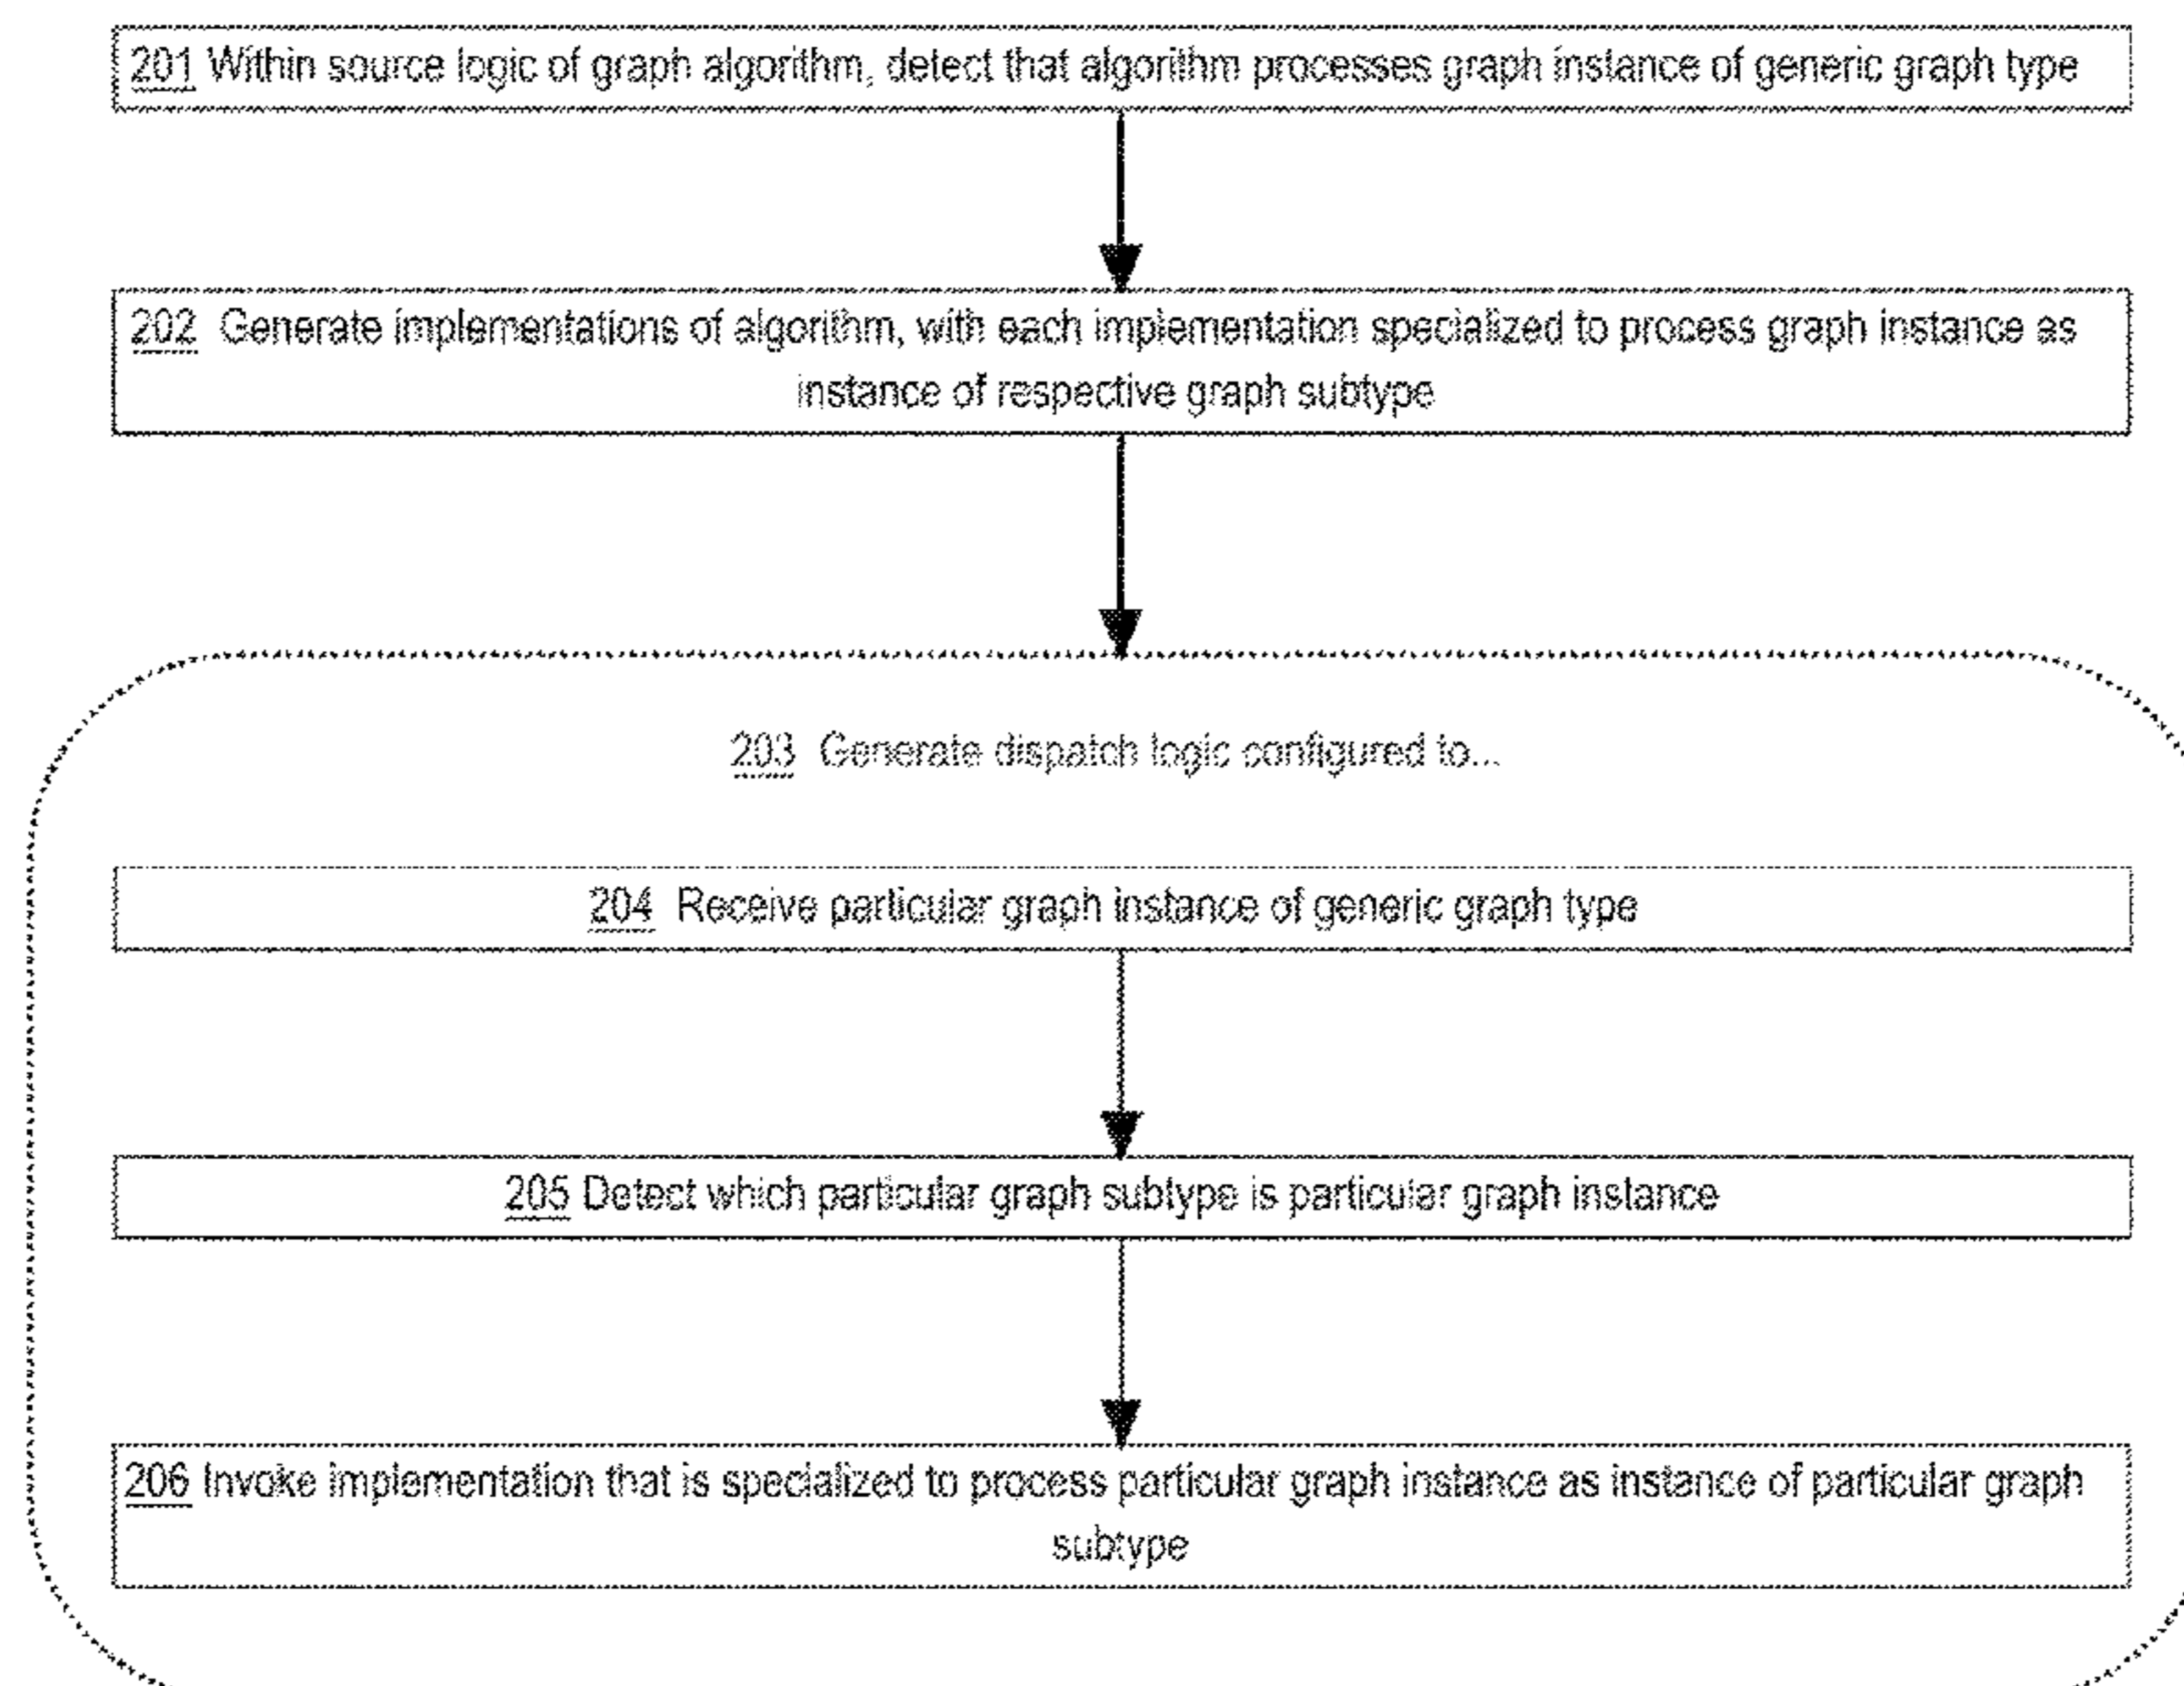 201 Within source logic of graph algorithm, detect that algorithm processes graph instance of generic graph type
202 Generate implementations of algorithm, with each implementation specialized to process graph instance as
instance of respective graph subtype
203 Generate dispatch logic configured to...
204 Receive particular graph instance of generic graph type
205 Detect which particular graph subtype is particular graph instance
206 Invoke implementation that is specialized to process particular graph instance as instance of particular graph
subtype